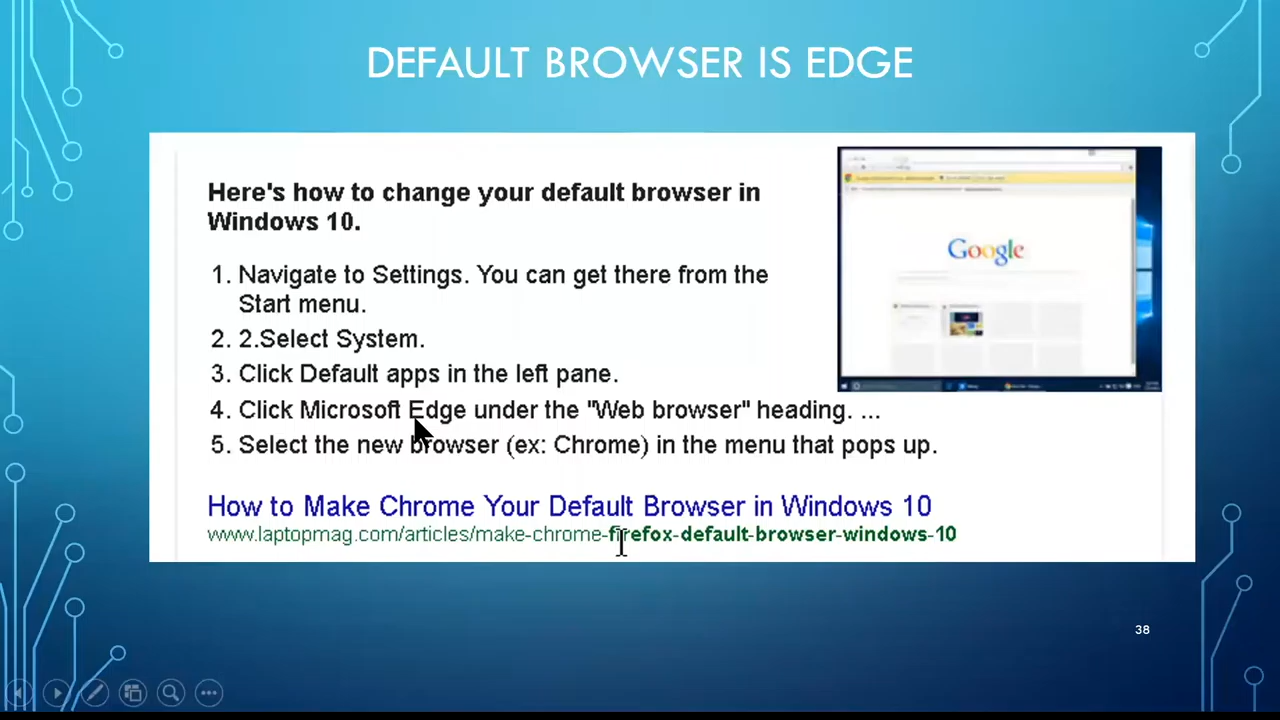 DEFAULT BROWSER IS EDGE
Here's how to change your default browser in
Windows 10.
1. Navigate to Settings. You can get there from the
Start menu.
2. 2.Select System.
3. Click Default apps in the left pane.
4. Click Microsoft Edge under the "Web browser" heading. ...
5. Select the new browser (ex: Chrome) in the menu that pops up.
How to Make Chrome Your Default Browser in Windows 10
www.laptopmag.com/articles/make-chrome-firefox-default-browser-windows-10
Google
38